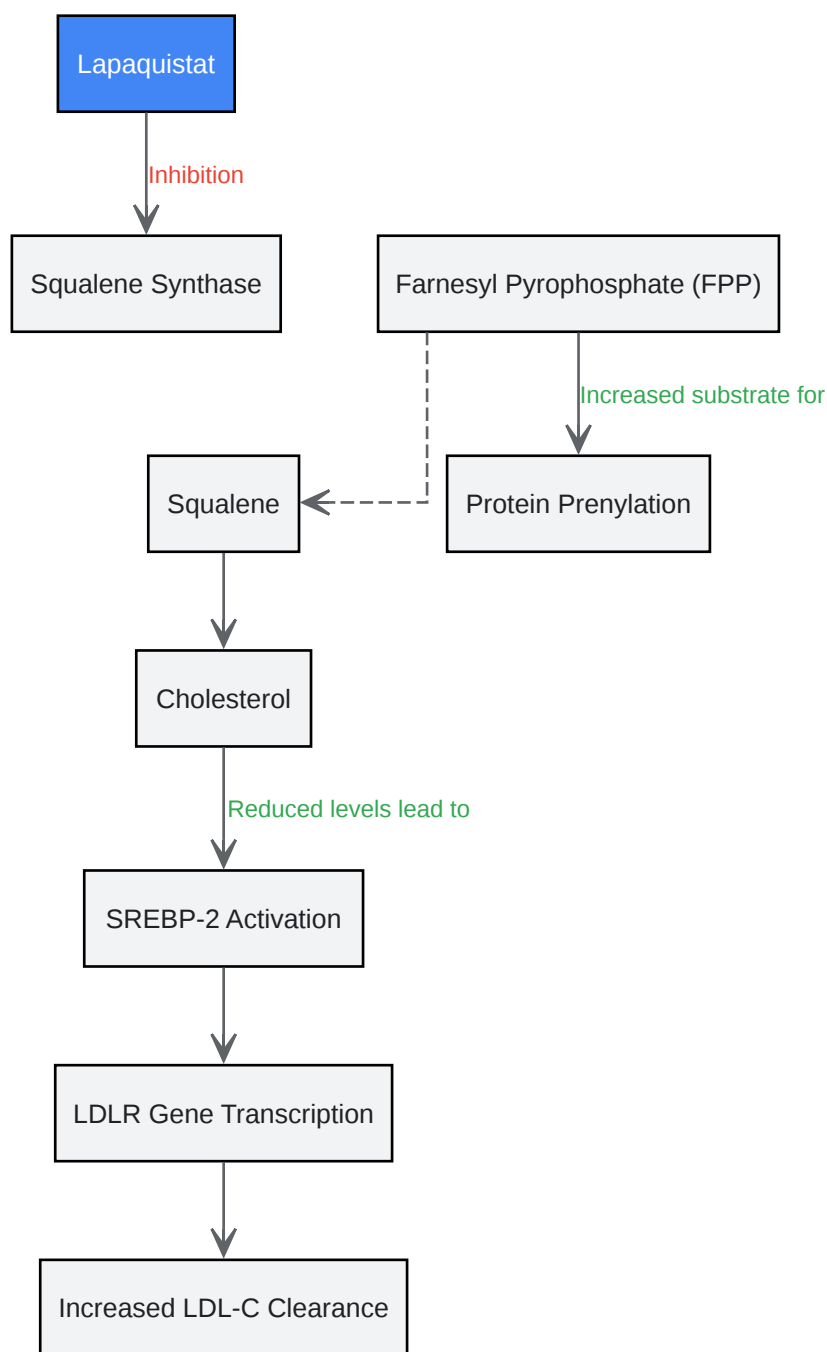 Lapaquistat
Inhibition
Squalene Synthase
Farnesyl Pyrophosphate (FPP)
Increased substrate for
Squalene
Protein Prenylation
Cholesterol
Reduced levels lead to
SREBP-2 Activation
LDLR Gene Transcription
Increased LDL-C Clearance